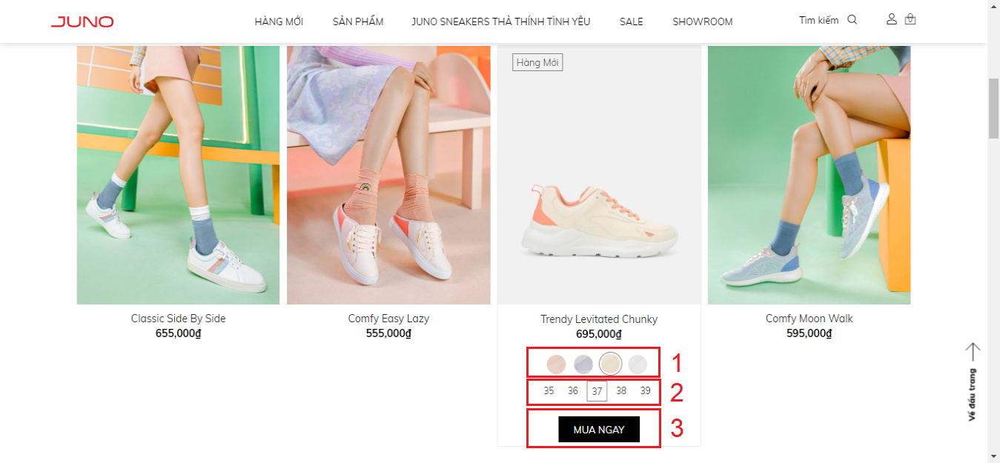 JUNO
HÀNG MỚI
SẢN PHẨM
JUNO SNEAKERS THẢ THÍNH TÌNH YÊU
SALE
SHOWROOM
Tìm kiếm
0
Hàng Mới
Classic Side By Side
655,000₫
Comfy Easy Lazy
555,000₫
Trendy Levitated Chunky
695,000₫
Comfy Moon Walk
595,000₫
1
35 36 37 38 39
2
MUA NGAY
3
Về đầu trang